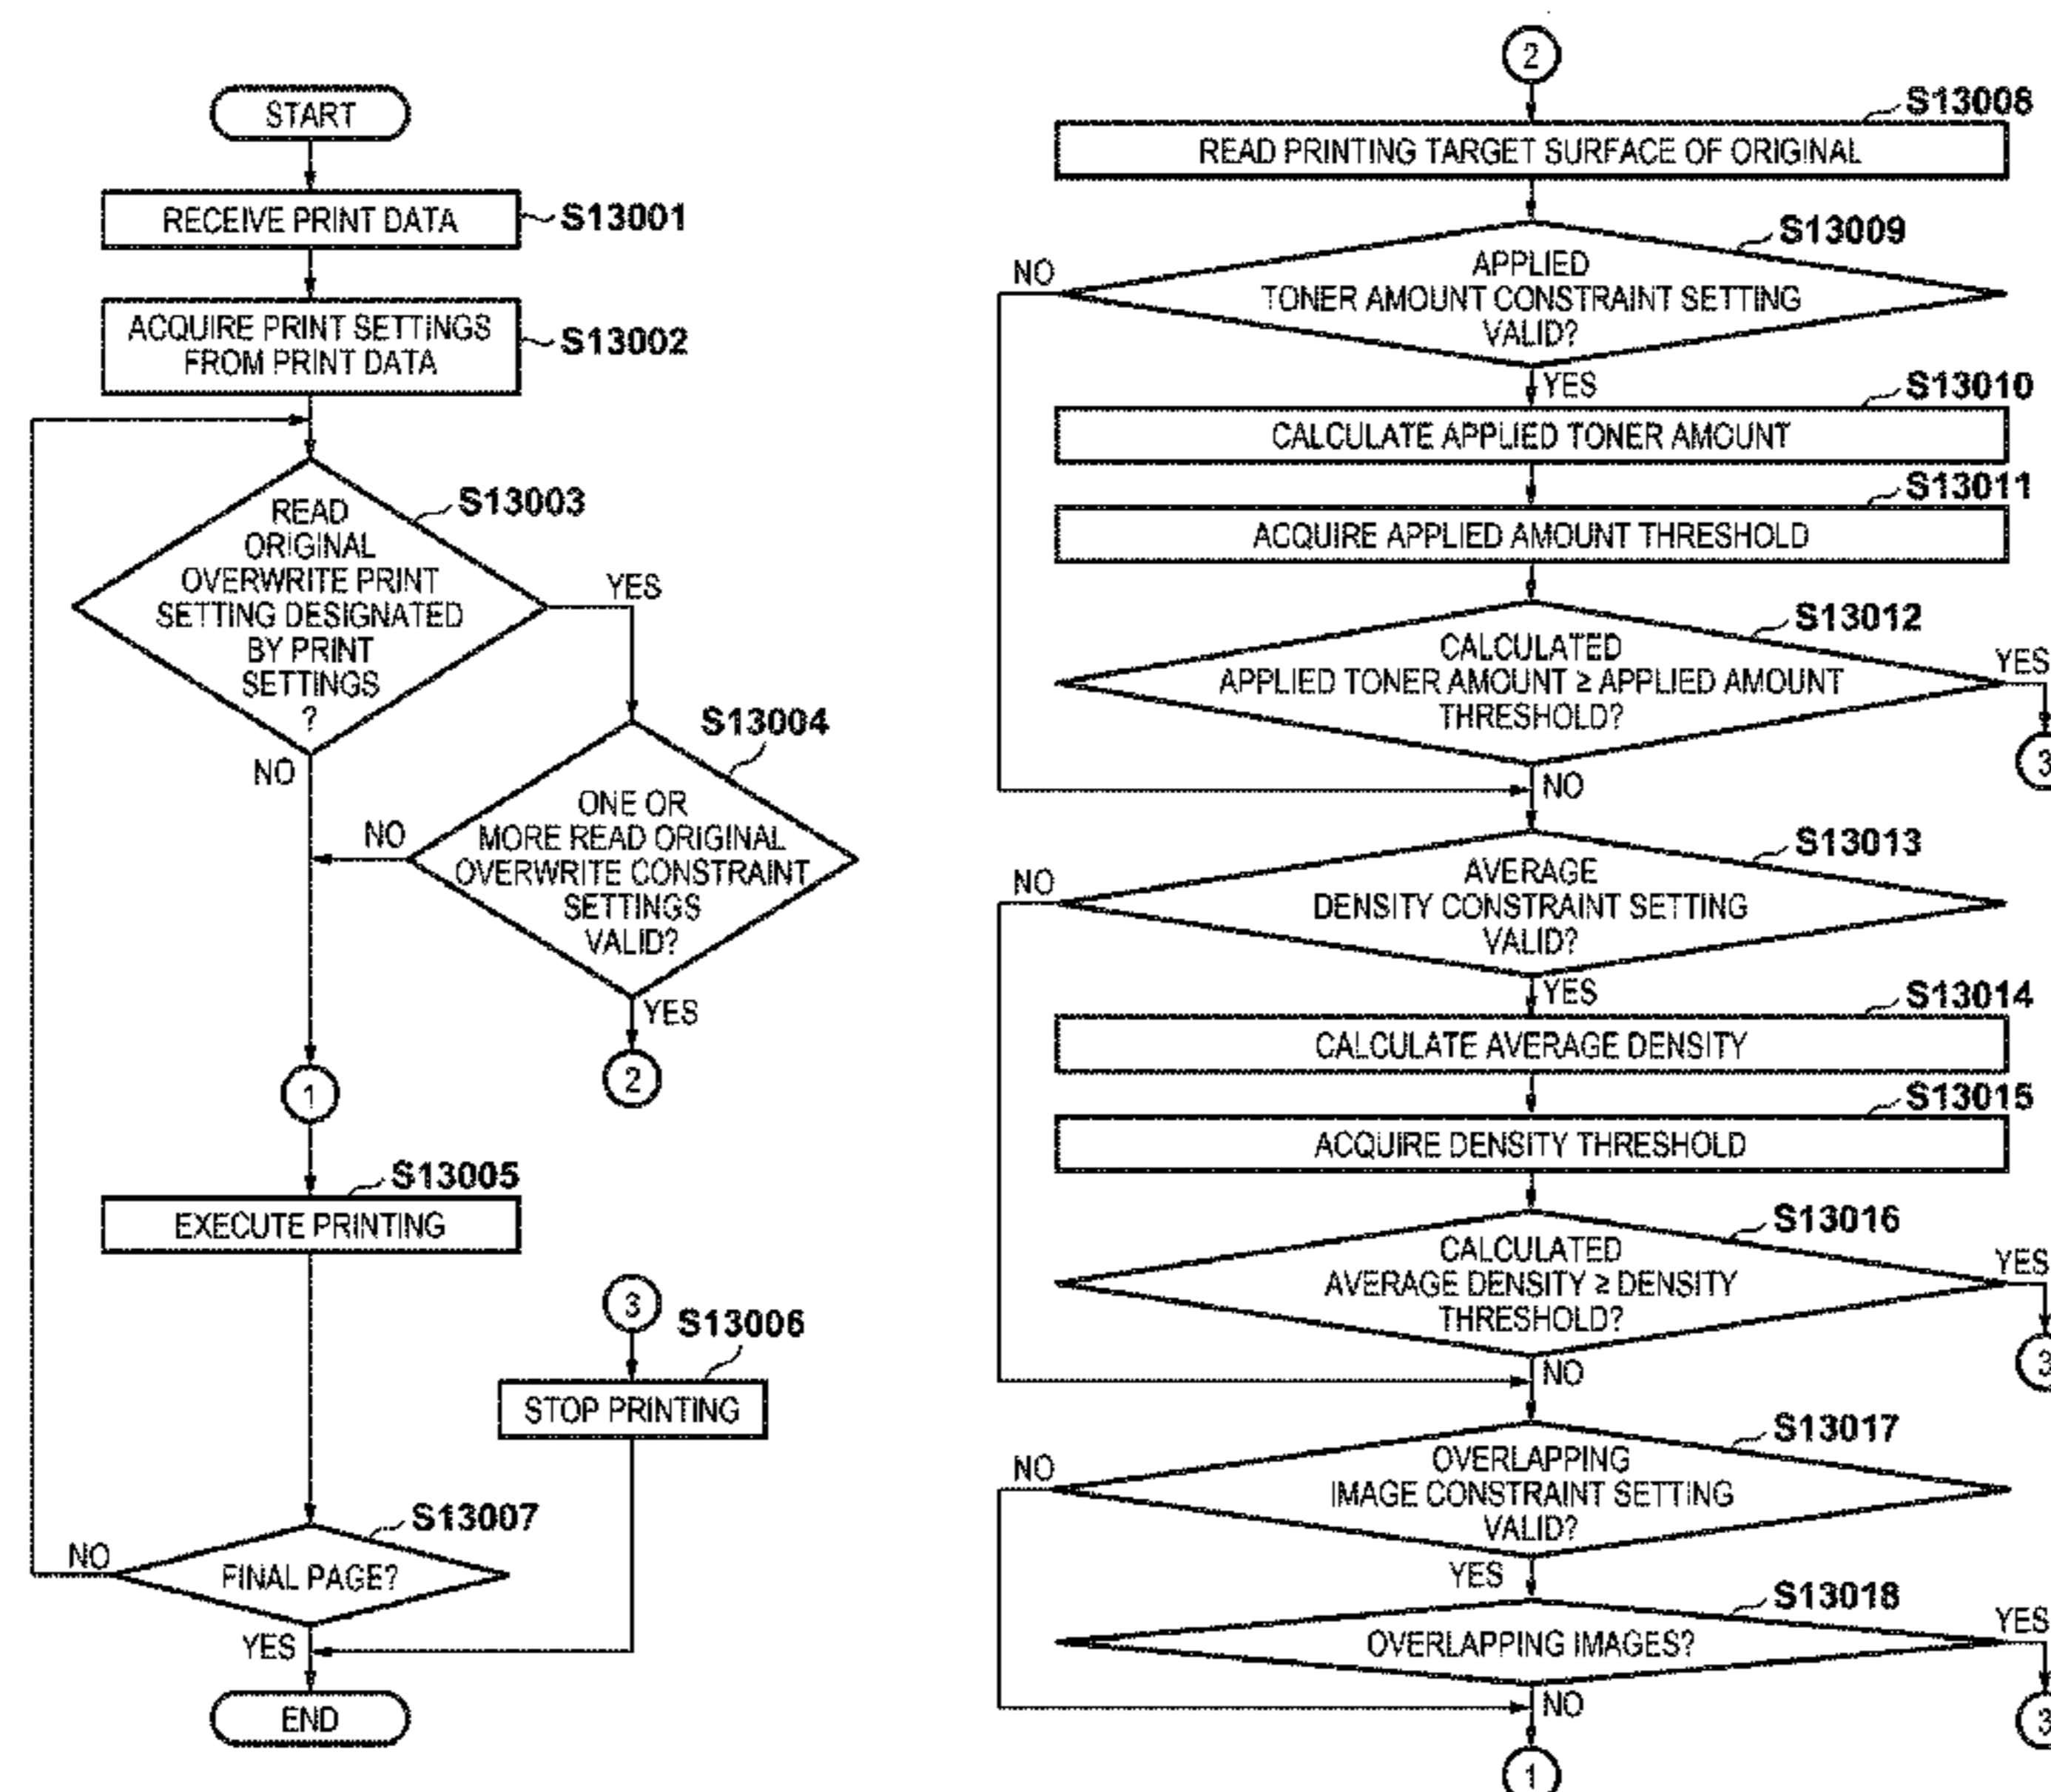 START
RECEIVE PRINT DATA
S13001
ACQUIRE PRINT SETTINGS
FROM PRINT DATA
S13002
READ
ORIGINAL
OVERWRITE PRINT
SETTING DESIGNATED
BY PRINT
SETTINGS
?
S13003
YES
NO
S13004
ONE OR
MORE READ ORIGINAL
OVERWRITE CONSTRAINT
SETTINGS
VALID?
NO
YES
2
1
S13005
EXECUTE PRINTING
3
S13006
STOP PRINTING
S13007
FINAL PAGE?
NO
YES
END
2
S13008
READ PRINTING TARGET SURFACE OF ORIGINAL
S13009
APPLIED
TONER AMOUNT CONSTRAINT SETTING
VALID?
NO
YES
S13010
CALCULATE APPLIED TONER AMOUNT
S13011
ACQUIRE APPLIED AMOUNT THRESHOLD
S13012
CALCULATED
APPLIED TONER AMOUNT ≥ APPLIED AMOUNT
THRESHOLD?
YES
3
NO
S13013
AVERAGE
DENSITY CONSTRAINT SETTING
VALID?
NO
YES
S13014
CALCULATE AVERAGE DENSITY
S13015
ACQUIRE DENSITY THRESHOLD
S13016
CALCULATED
AVERAGE DENSITY ≥ DENSITY
THRESHOLD?
YES
3
NO
S13017
OVERLAPPING
IMAGE CONSTRAINT SETTING
VALID?
NO
YES
S13018
OVERLAPPING IMAGES?
YES
3
NO
1